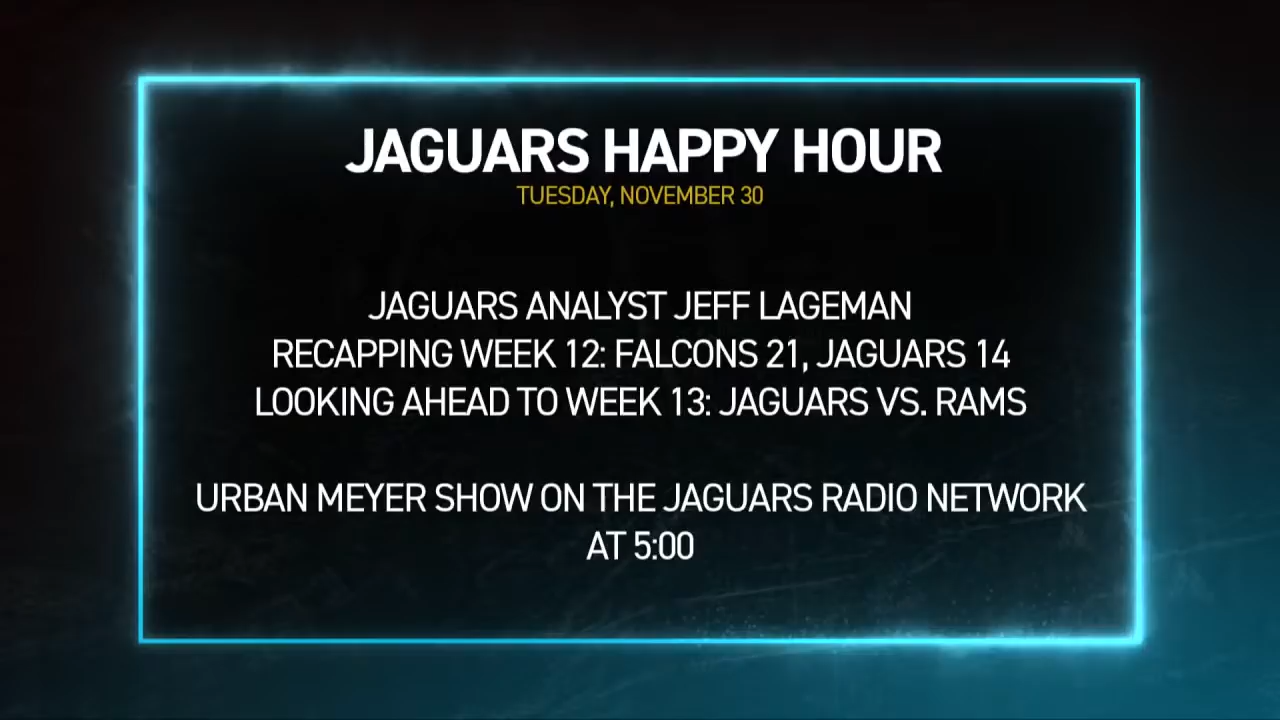 JAGUARS HAPPY HOUR
TUESDAY, NOVEMBER 30
JAGUARS ANALYST JEFF LAGEMAN
RECAPPING WEEK 12: FALCONS 21, JAGUARS 14
LOOKING AHEAD TO WEEK 13: JAGUARS VS. RAMS
URBAN MEYER SHOW ON THE JAGUARS RADIO NETWORK
AT 5:00